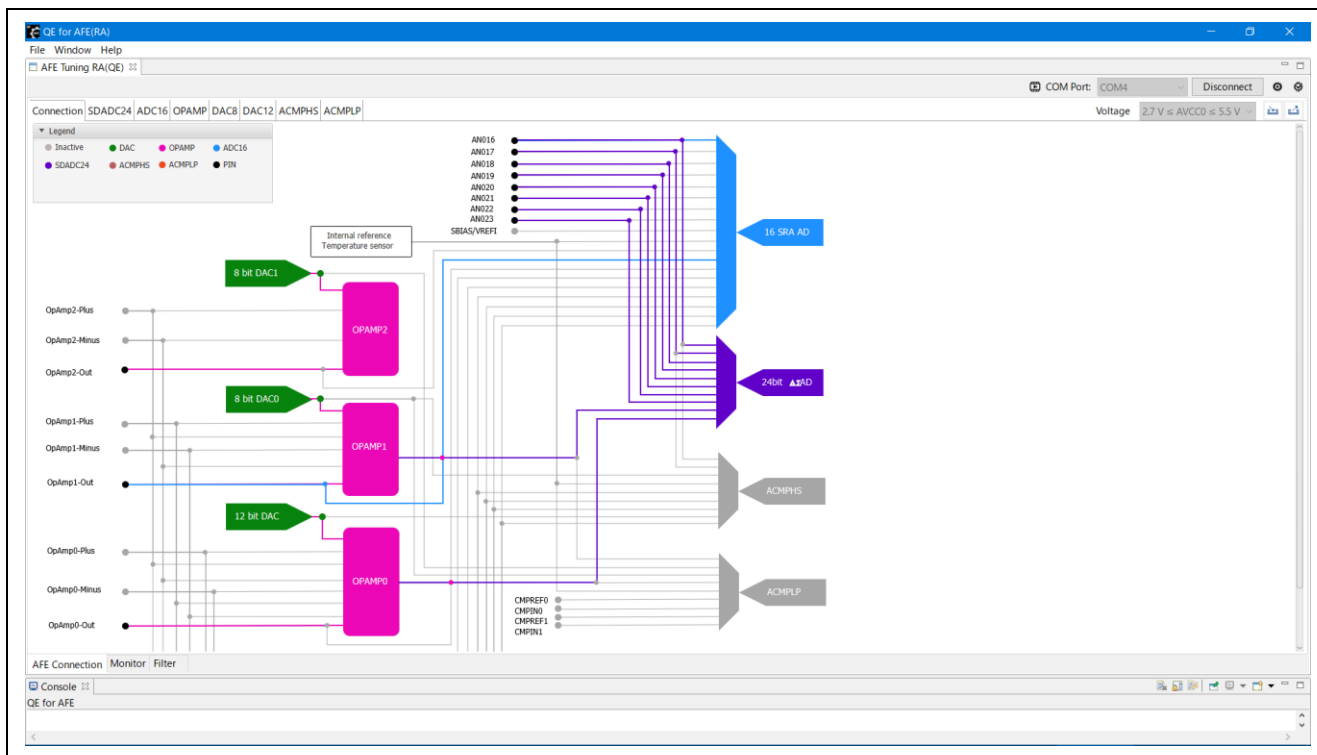 QE for AFE(RA)
File Window Help
AFE Tuning RA(QE)
COM Port: COM4 Disconnect
Connection SDADC24 ADC16 OPAMP DAC8 DAC12 ACMPHS ACMPLP
Voltage 2.7 V ≤ AVCC0 ≤ 5.5 V
Legend
Inactive DAC OPAMP ADC16
SDADC24 ACMPHS ACMPLP PIN
AN016
AN017
AN018
AN019
AN020
AN021
AN022
AN023
SBIAS/VREFI
16 SRA AD
Internal reference
Temperature sensor
8 bit DAC1
OpAmp2-Plus
OPAMP2
OpAmp2-Minus
OpAmp2-Out
24bit ΔΣAD
8 bit DAC0
OpAmp1-Plus
OPAMP1
OpAmp1-Minus
OpAmp1-Out
ACMPHS
12 bit DAC
OpAmp0-Plus
OPAMP0
OpAmp0-Minus
ACMPLP
CMPREF0
CMPIN0
CMPREF1
CMPIN1
OpAmp0-Out
AFE Connection Monitor Filter
Console
QE for AFE